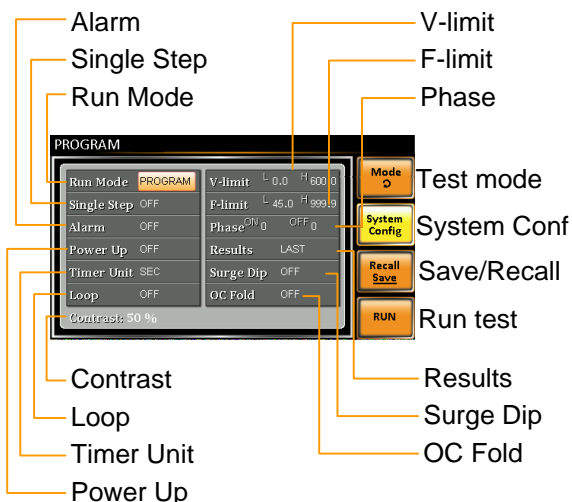 Alarm
Single Step
Run Mode
V-limit
F-limit
Phase
PROGRAM
Run Mode PROGRAM
Single Step OFF
Alarm OFF
Power Up OFF
Timer Unit SEC
Loop OFF
Contrast: 50 %
V-limit L 0.0 H 600.0
F-limit L 45.0 H 999.9
Phase ON 0 OFF 0
Results LAST
Surge Dip OFF
OC Fold OFF
Mode
System
Config
Recall
Save
RUN
Test mode
System Conf
Save/Recall
Run test
Contrast
Loop
Timer Unit
Power Up
Results
Surge Dip
OC Fold